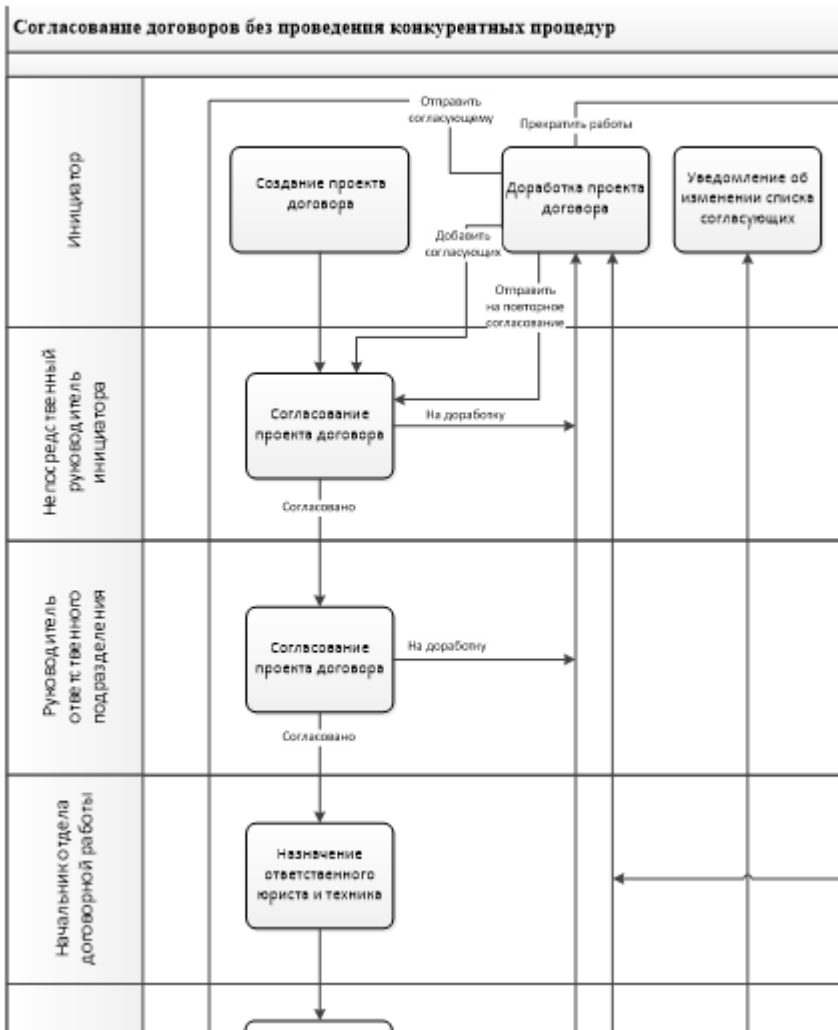 Согласование договоров без проведения конкурентных процедур
Инициатор
Создание проекта
договора
Отправить
согласующему
Прекратить работы
Доработка проекта
договора
Уведомление об
изменении списка
согласующих
Добавить
согласующих
Отправить
на повторное
согласование
Непосредственный
руководитель
инициатора
Согласование
проекта договора
На доработку
Согласовано
Руководитель
ответственного
подразделения
Согласование
проекта договора
На доработку
Согласовано
Начальник отдела
договорной работы
Назначение
ответственного
юриста и техника